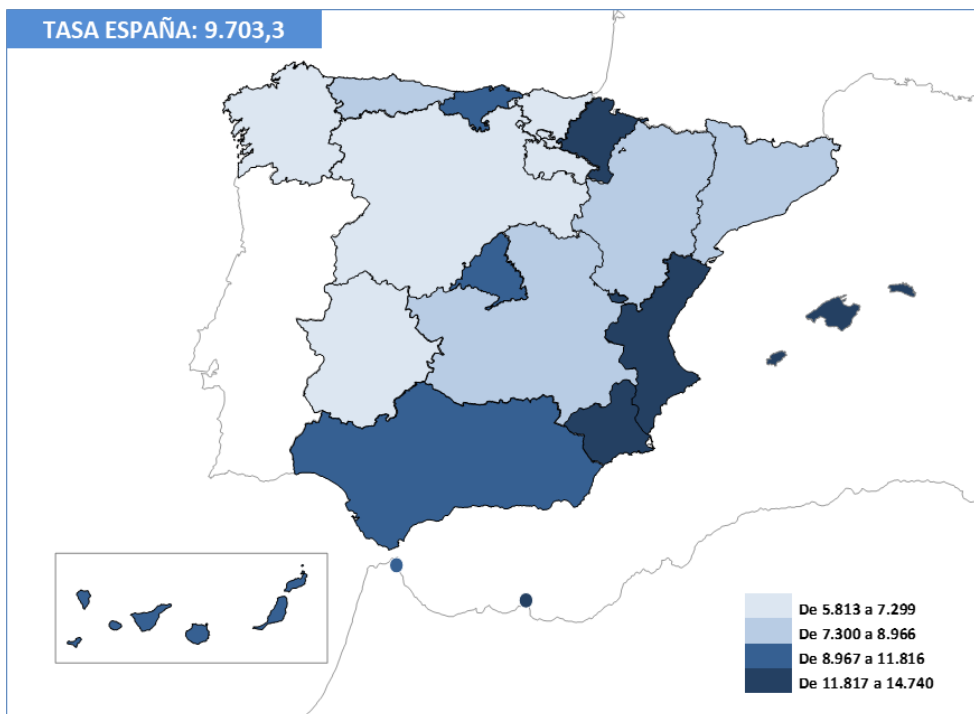 TASA ESPAÑA: 9.703,3
De 5.813 a 7.299
De 7.300 a 8.966
De 8.967 a 11.816
De 11.817 a 14.740